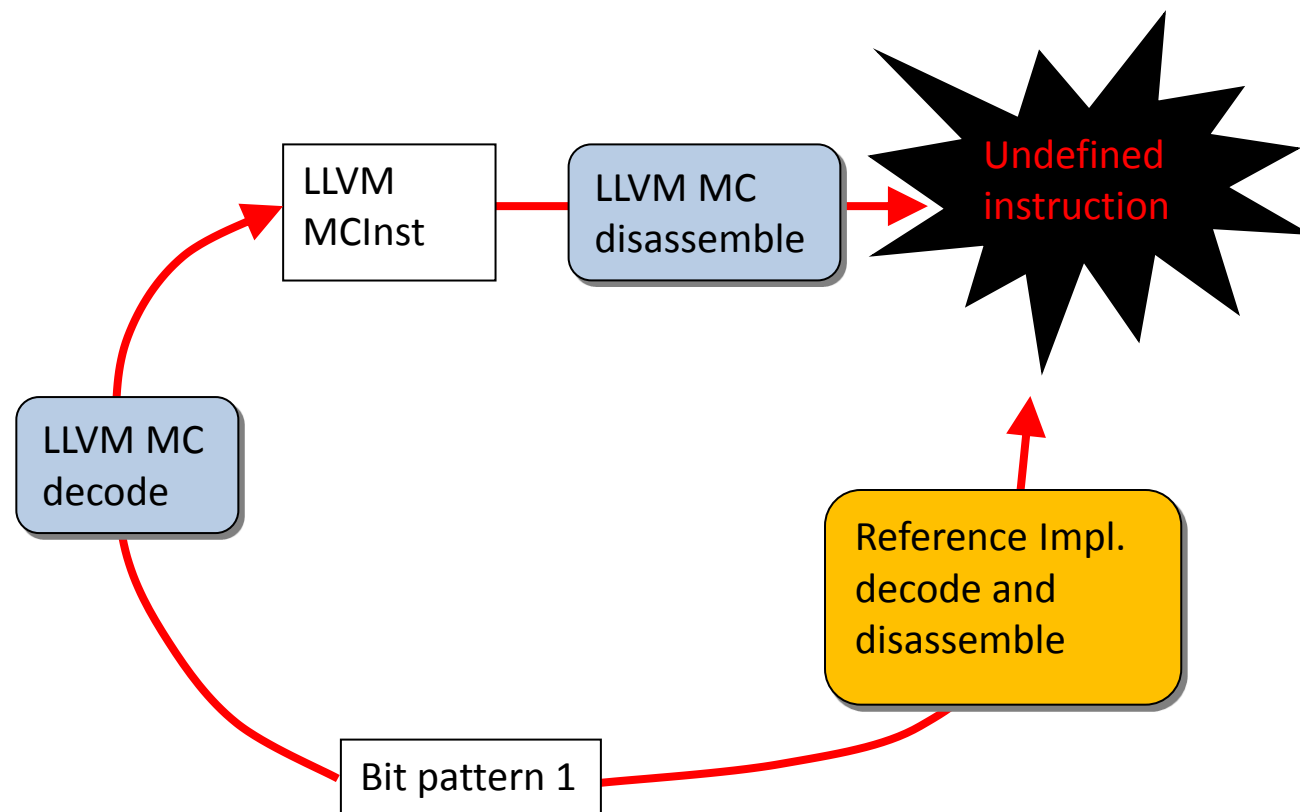 LLVM
MCInst
LLVM MC
disassemble
Undefined
instruction
LLVM MC
decode
Reference Impl.
decode and
disassemble
Bit pattern 1